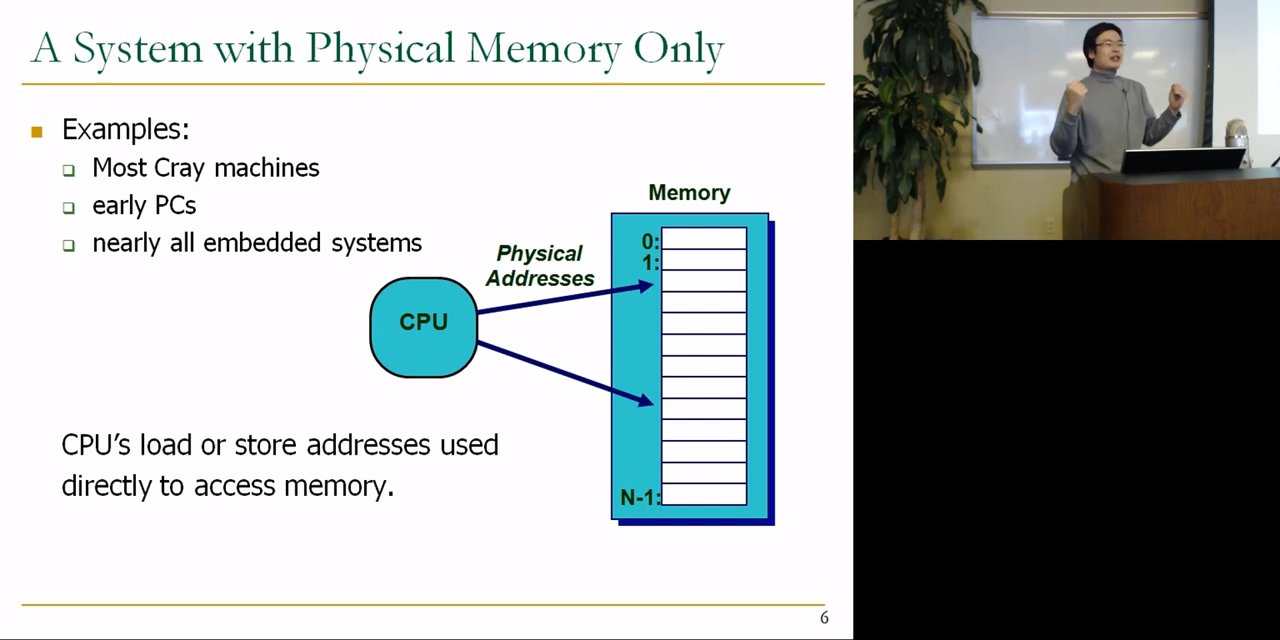 A System with Physical Memory Only
Examples:
Most Cray machines
early PCs
nearly all embedded systems
Memory
Physical
Addresses
CPU
0:
1:
N-1:
CPU’s load or store addresses used
directly to access memory.
6